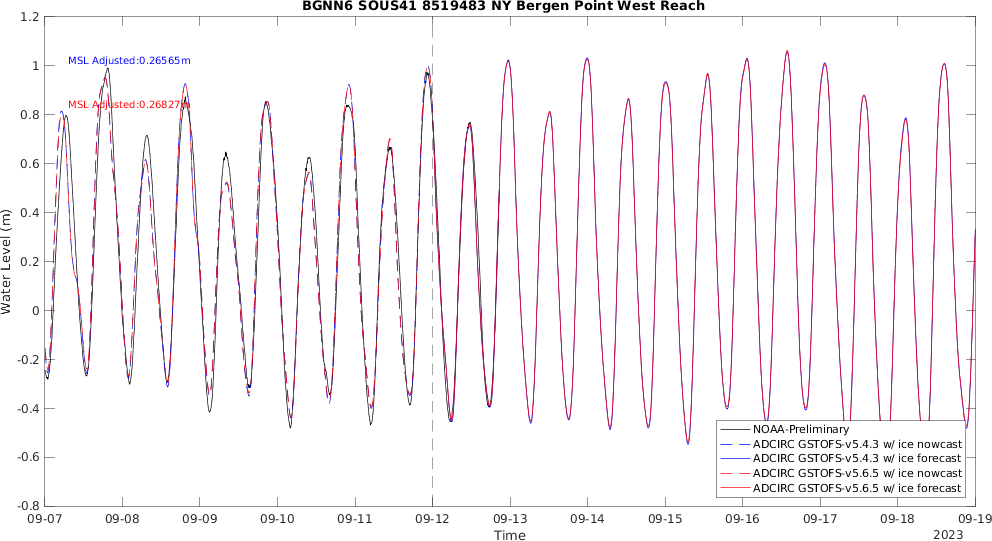 BGNN6 SOUS41 8519483 NY Bergen Point West Reach
MSL Adjusted:0.26565m
MSL Adjusted:0.26827m
Water Level (m)
1.2
1
0.8
0.6
0.4
0.2
0
-0.2
-0.4
-0.6
-0.8
NOAA-Preliminary
ADCIRC GSTOFS-v5.4.3 w/ ice nowcast
ADCIRC GSTOFS-v5.4.3 w/ ice forecast
ADCIRC GSTOFS-v5.6.5 w/ ice nowcast
ADCIRC GSTOFS-v5.6.5 w/ ice forecast
09-07 09-08 09-09 09-10 09-11 09-12 09-13 09-14 09-15 09-16 09-17 09-18 09-19
Time
2023